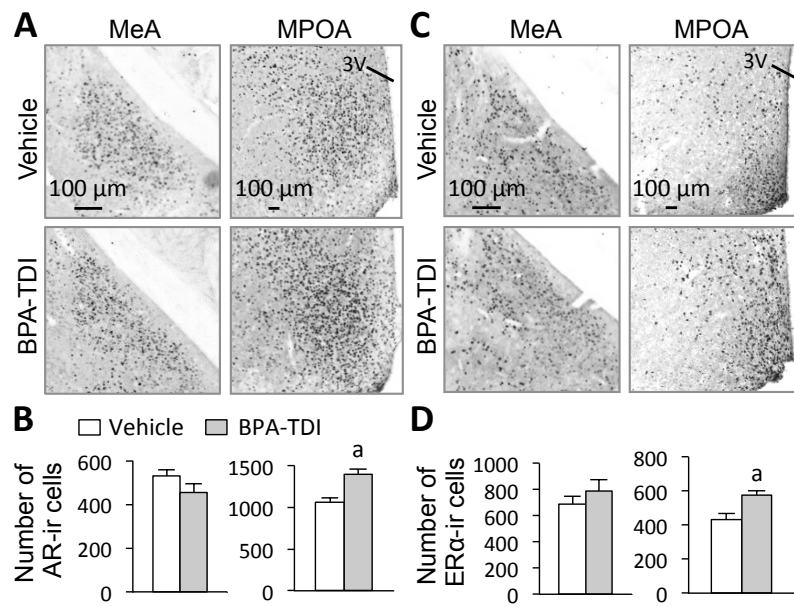 A
MeA
MPOA
Vehicle
3V
100 μm
100 μm
BPA-TDI
C
MeA
MPOA
Vehicle
3V
100 μm
100 μm
BPA-TDI
B
Vehicle
BPA-TDI
Number of
AR-ir cells
600
400
200
0
1500
1000
500
0
a
D
Number of
ERα-ir cells
1000
800
600
400
200
0
800
600
400
200
0
a